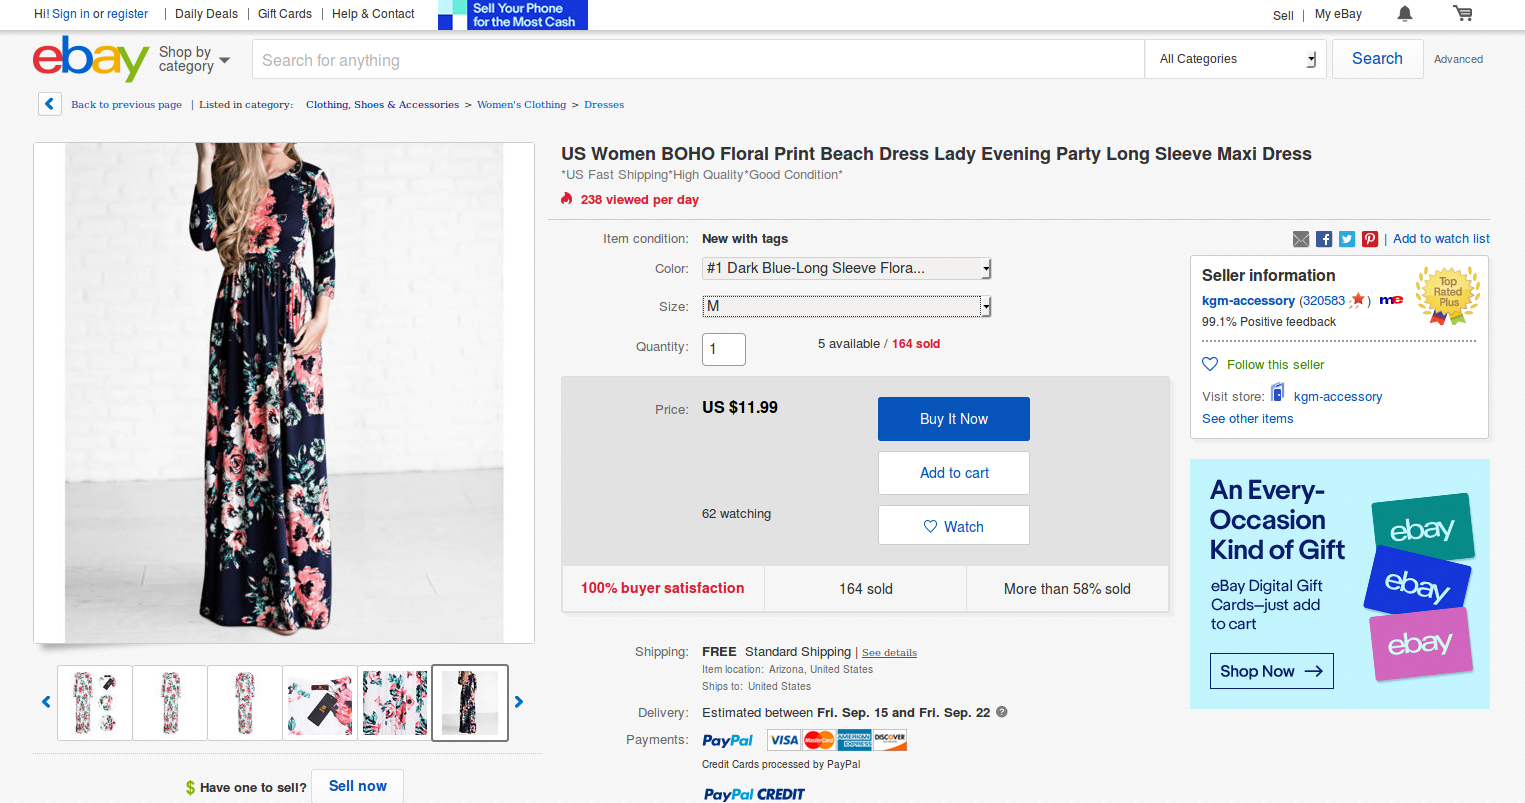 Hi! Sign in or register | Daily Deals | Gift Cards | Help & Contact
Sell Your Phone
for the Most Cash
Sell | My eBay
ebay
Shop by
category
Search for anything
All Categories
Search
Advanced
Back to previous page | Listed in category: Clothing, Shoes & Accessories > Women's Clothing > Dresses
US Women BOHO Floral Print Beach Dress Lady Evening Party Long Sleeve Maxi Dress
*US Fast Shipping*High Quality*Good Condition*
238 viewed per day
Item condition: New with tags
Color: #1 Dark Blue-Long Sleeve Flora...
Size: M
Quantity: 1
5 available / 164 sold
Price: US $11.99
Buy It Now
Add to cart
62 watching
Watch
100% buyer satisfaction
164 sold
More than 58% sold
Shipping: FREE Standard Shipping | See details
Item location: Arizona, United States
Ships to: United States
Delivery: Estimated between Fri. Sep. 15 and Fri. Sep. 22 ?
Payments: PayPal VISA MasterCard AMERICAN EXPRESS DISCOVER
Credit Cards processed by PayPal
PayPal CREDIT
| Add to watch list
Seller information
kgm-accessory (320583 ) me
99.1% Positive feedback
Top
Rated
Plus
Follow this seller
Visit store: kgm-accessory
See other items
An Every-
Occasion
Kind of Gift
eBay Digital Gift
Cards—just add
to cart
Shop Now
ebay
ebay
ebay
$ Have one to sell? Sell now